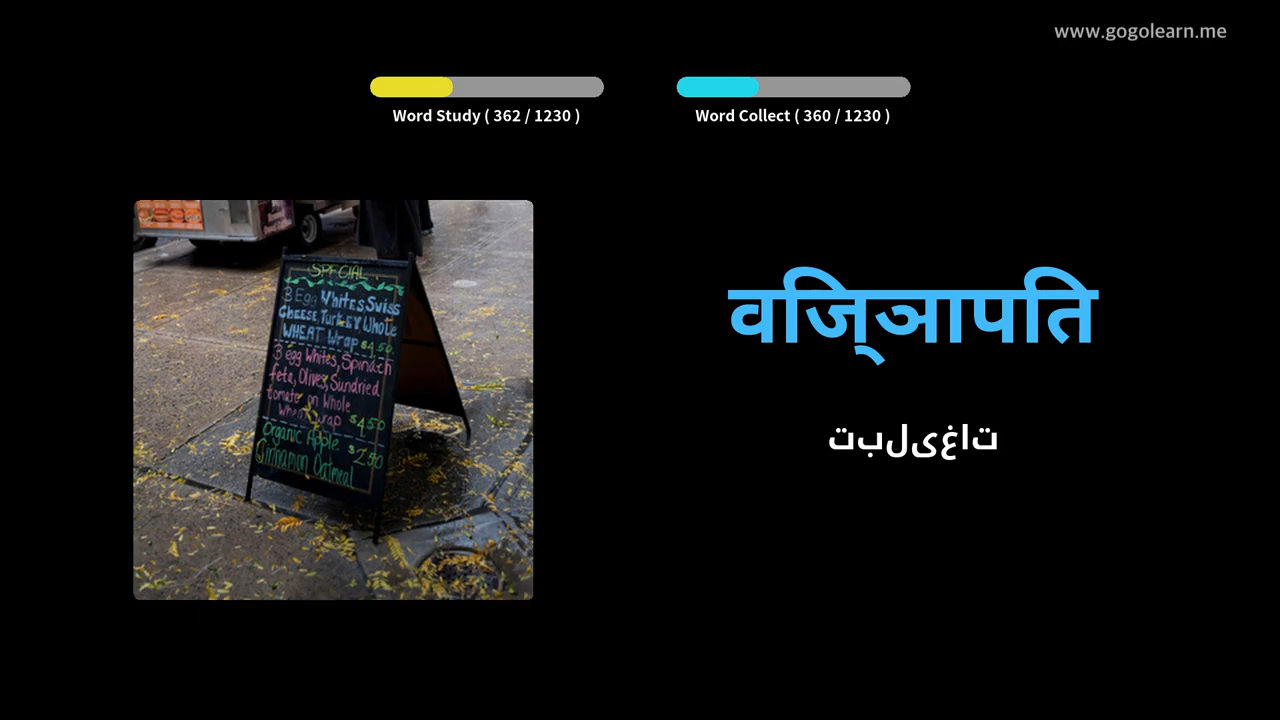 www.gogolearn.me
Word Study ( 362 / 1230 )
Word Collect ( 360 / 1230 )
SPECIAL
3 Egg Whites, Swiss
Cheese, Turkey Whole
WHEAT Wrap $4.50
3 egg Whites, Spinach
feta, Olives, Sundried
tomato on Whole
Wheat Wrap $4.50
Organic Apple
Cinnamon Oatmeal $2.50
वजि्ञापति
تبلیغات